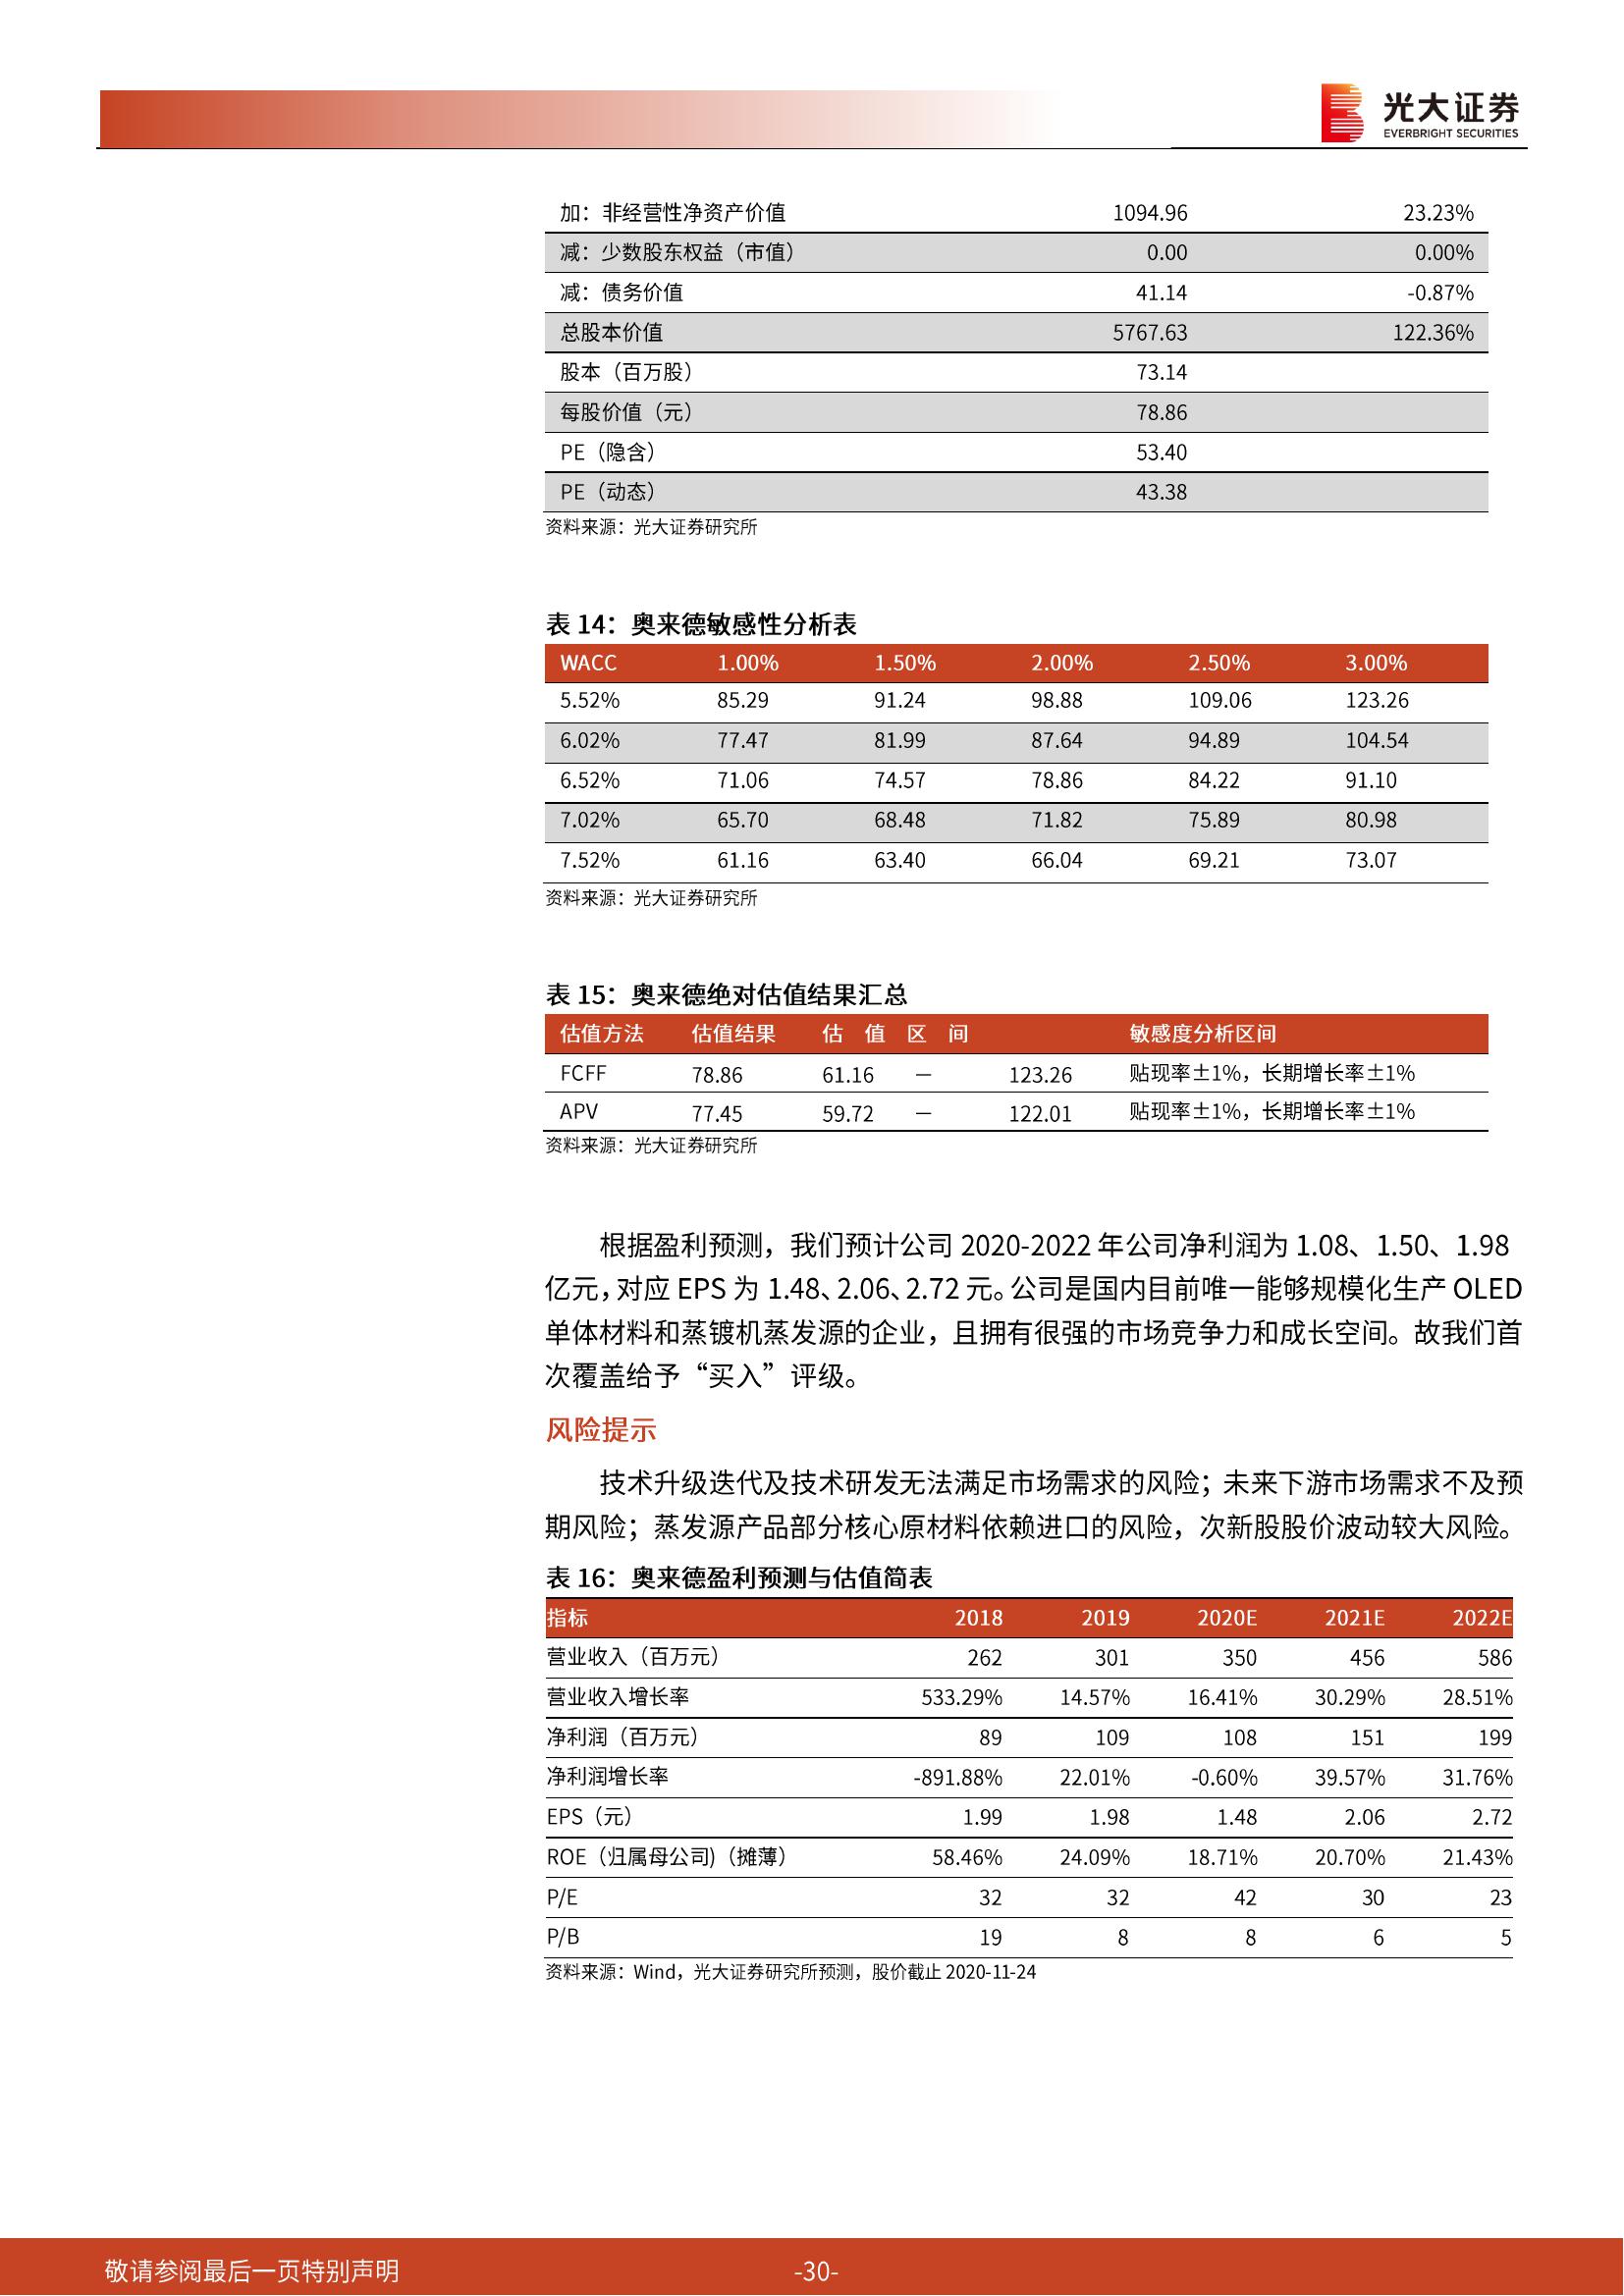 光大证券
EVERBRIGHT SECURITIES
加：非经营性净资产价值 1094.96 23.23%
减：少数股东权益（市值） 0.00 0.00%
减：债务价值 41.14 -0.87%
总股本价值 5767.63 122.36%
股本（百万股） 73.14
每股价值（元） 78.86
PE（隐含） 53.40
PE（动态） 43.38
资料来源：光大证券研究所
表 14：奥来德敏感性分析表
WACC 1.00% 1.50% 2.00% 2.50% 3.00%
5.52% 85.29 91.24 98.88 109.06 123.26
6.02% 77.47 81.99 87.64 94.89 104.54
6.52% 71.06 74.57 78.86 84.22 91.10
7.02% 65.70 68.48 71.82 75.89 80.98
7.52% 61.16 63.40 66.04 69.21 73.07
资料来源：光大证券研究所
表 15：奥来德绝对估值结果汇总
估值方法 估值结果 估 值 区 间 敏感度分析区间
FCFF 78.86 61.16 — 123.26 贴现率±1%，长期增长率±1%
APV 77.45 59.72 — 122.01 贴现率±1%，长期增长率±1%
资料来源：光大证券研究所
根据盈利预测，我们预计公司 2020-2022 年公司净利润为 1.08、1.50、1.98
亿元，对应 EPS 为 1.48、2.06、2.72 元。公司是国内目前唯一能够规模化生产 OLED
单体材料和蒸镀机蒸发源的企业，且拥有很强的市场竞争力和成长空间。故我们首
次覆盖给予“买入”评级。
风险提示
技术升级迭代及技术研发无法满足市场需求的风险；未来下游市场需求不及预
期风险；蒸发源产品部分核心原材料依赖进口的风险，次新股股价波动较大风险。
表 16：奥来德盈利预测与估值简表
指标 2018 2019 2020E 2021E 2022E
营业收入（百万元） 262 301 350 456 586
营业收入增长率 533.29% 14.57% 16.41% 30.29% 28.51%
净利润（百万元） 89 109 108 151 199
净利润增长率 -891.88% 22.01% -0.60% 39.57% 31.76%
EPS（元） 1.99 1.98 1.48 2.06 2.72
ROE（归属母公司)（摊薄） 58.46% 24.09% 18.71% 20.70% 21.43%
P/E 32 32 42 30 23
P/B 19 8 8 6 5
资料来源：Wind，光大证券研究所预测，股价截止 2020-11-24
敬请参阅最后一页特别声明 -30-